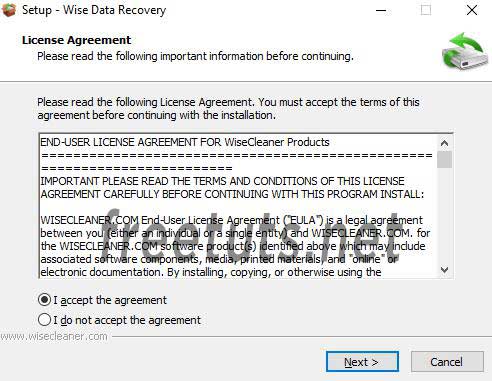 Setup - Wise Data Recovery
License Agreement
Please read the following important information before continuing.
Please read the following License Agreement. You must accept the terms of this
agreement before continuing with the installation.
END-USER LICENSE AGREEMENT FOR WiseCleaner Products
==================================================
========================
IMPORTANT PLEASE READ THE TERMS AND CONDITIONS OF THIS LICENSE
AGREEMENT CAREFULLY BEFORE CONTINUING WITH THIS PROGRAM INSTALL:
WISECLEANER.COM End-User License Agreement ("EULA") is a legal agreement
between you (either an individual or a single entity) and WISECLEANER.COM. for
the WISECLEANER.COM software product(s) identified above which may include
associated software components, media, printed materials, and "online" or
electronic documentation. By installing, copying, or otherwise using the
freetuts.net
I accept the agreement
I do not accept the agreement
www.wisecleaner.com
Next >
Cancel